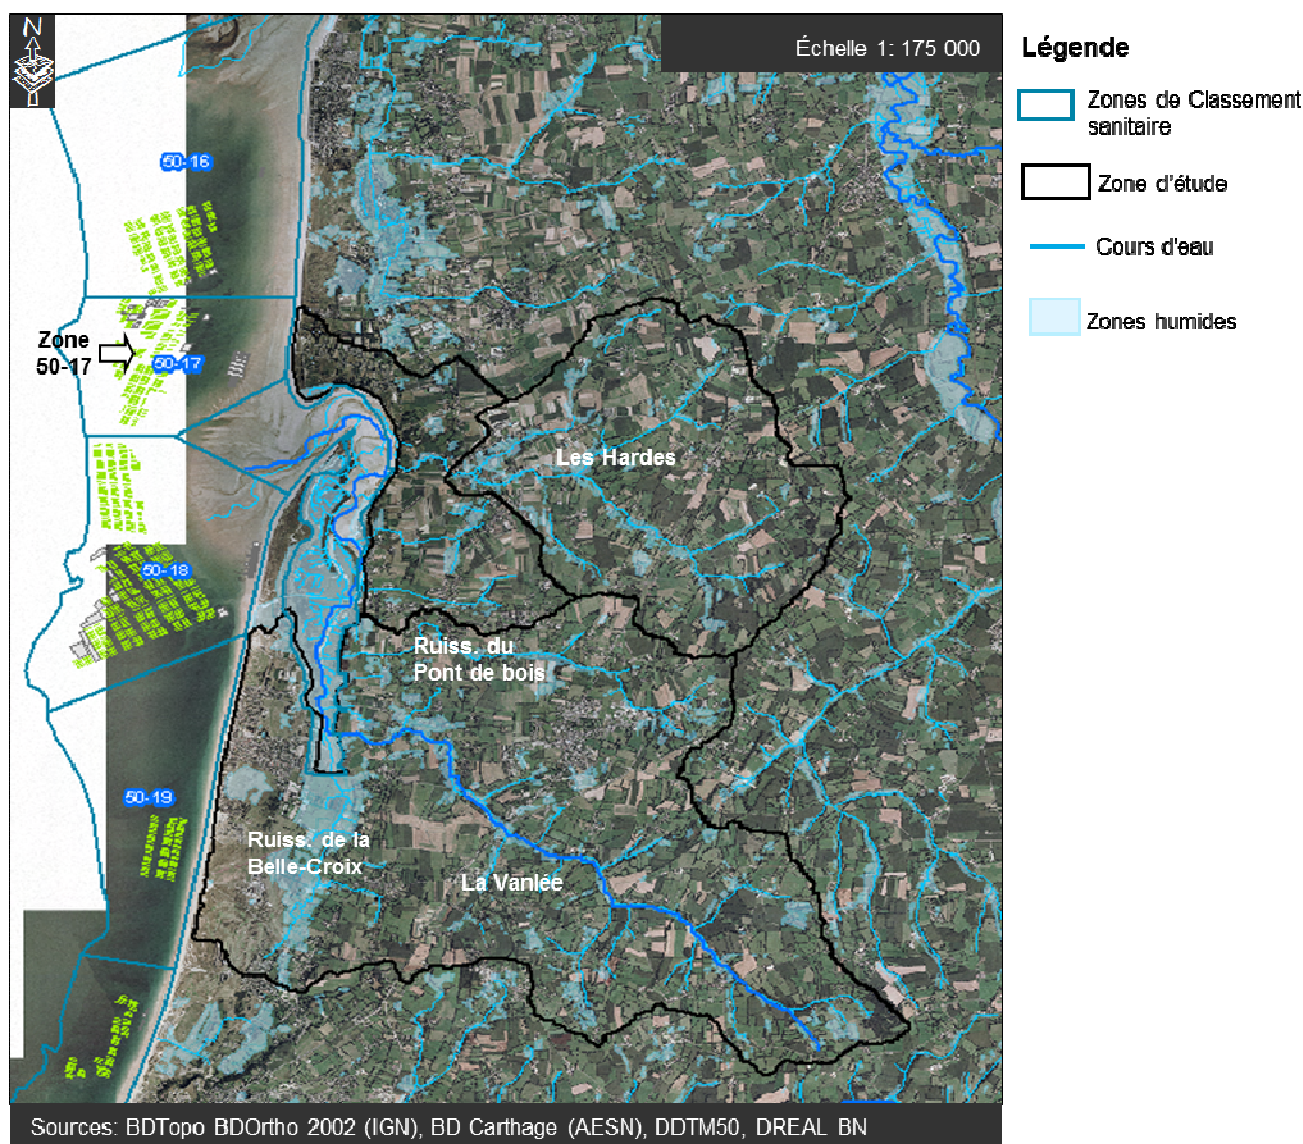 N
Échelle 1: 175 000
Légende
Zones de Classement
sanitaire
Zone d'étude
Cours d'eau
Zones humides
50-16
Zone
50-17
50-17
Les Hardes
50-18
Ruiss. du
Pont de bois
50-19
Ruiss. de la
Belle-Croix
La Vanlée
Sources: BDTopo BDOrtho 2002 (IGN), BD Carthage (AESN), DDTM50, DREAL BN